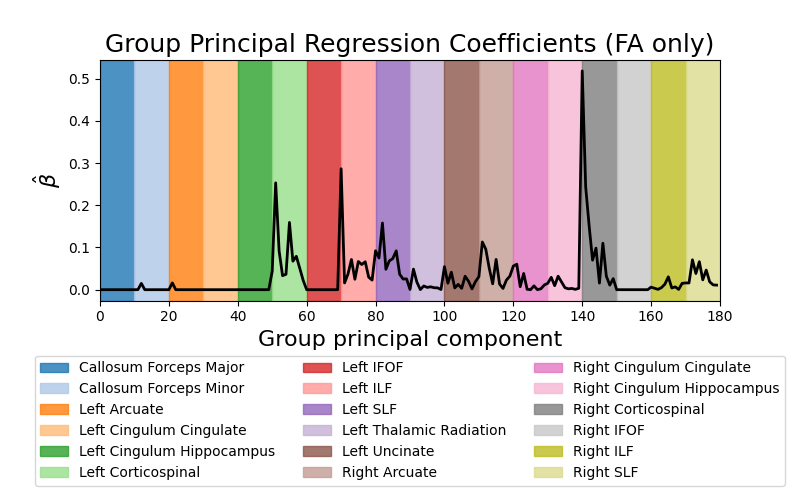 Group Principal Regression Coefficients (FA only)
0.5
0.4
0.3
0.2
0.1
0.0
β̂
0 20 40 60 80 100 120 140 160 180
Group principal component
Callosum Forceps Major
Callosum Forceps Minor
Left Arcuate
Left Cingulum Cingulate
Left Cingulum Hippocampus
Left Corticospinal
Left IFOF
Left ILF
Left SLF
Left Thalamic Radiation
Left Uncinate
Right Arcuate
Right Cingulum Cingulate
Right Cingulum Hippocampus
Right Corticospinal
Right IFOF
Right ILF
Right SLF